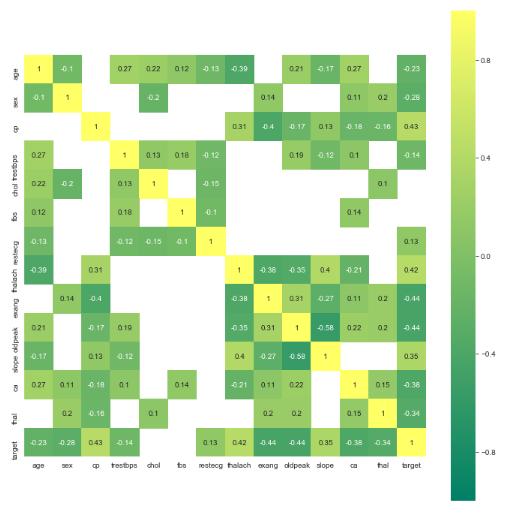 age 1 -0.1 0.27 0.22 0.12 -0.13 -0.39 0.21 -0.17 0.27 -0.23
sex -0.1 1 -0.2 0.14 0.11 0.2 -0.28
cp 1 0.31 -0.4 -0.17 0.13 -0.18 -0.16 0.43
trestbps 0.27 1 0.13 0.18 -0.12 0.19 -0.12 0.1 -0.14
chol 0.22 -0.2 0.13 1 -0.15 0.1
fbs 0.12 0.18 1 -0.1 0.14
restecg -0.13 -0.12 -0.15 -0.1 1 0.13
thalach -0.39 0.31 1 -0.38 -0.35 0.4 -0.21 0.42
exang 0.14 -0.4 -0.38 1 0.31 -0.27 0.11 0.2 -0.44
oldpeak 0.21 -0.17 0.19 -0.35 0.31 1 -0.58 0.22 0.2 -0.44
slope -0.17 0.13 -0.12 0.4 -0.27 -0.58 1 0.35
ca 0.27 0.11 -0.18 0.1 0.14 -0.21 0.11 0.22 1 0.15 -0.38
thal 0.2 -0.16 0.1 0.2 0.2 0.15 1 -0.34
target -0.23 -0.28 0.43 -0.14 0.13 0.42 -0.44 -0.44 0.35 -0.38 -0.34 1
age sex cp trestbps chol fbs restecg thalach exang oldpeak slope ca thal target
0.8
0.4
0.0
-0.4
-0.8